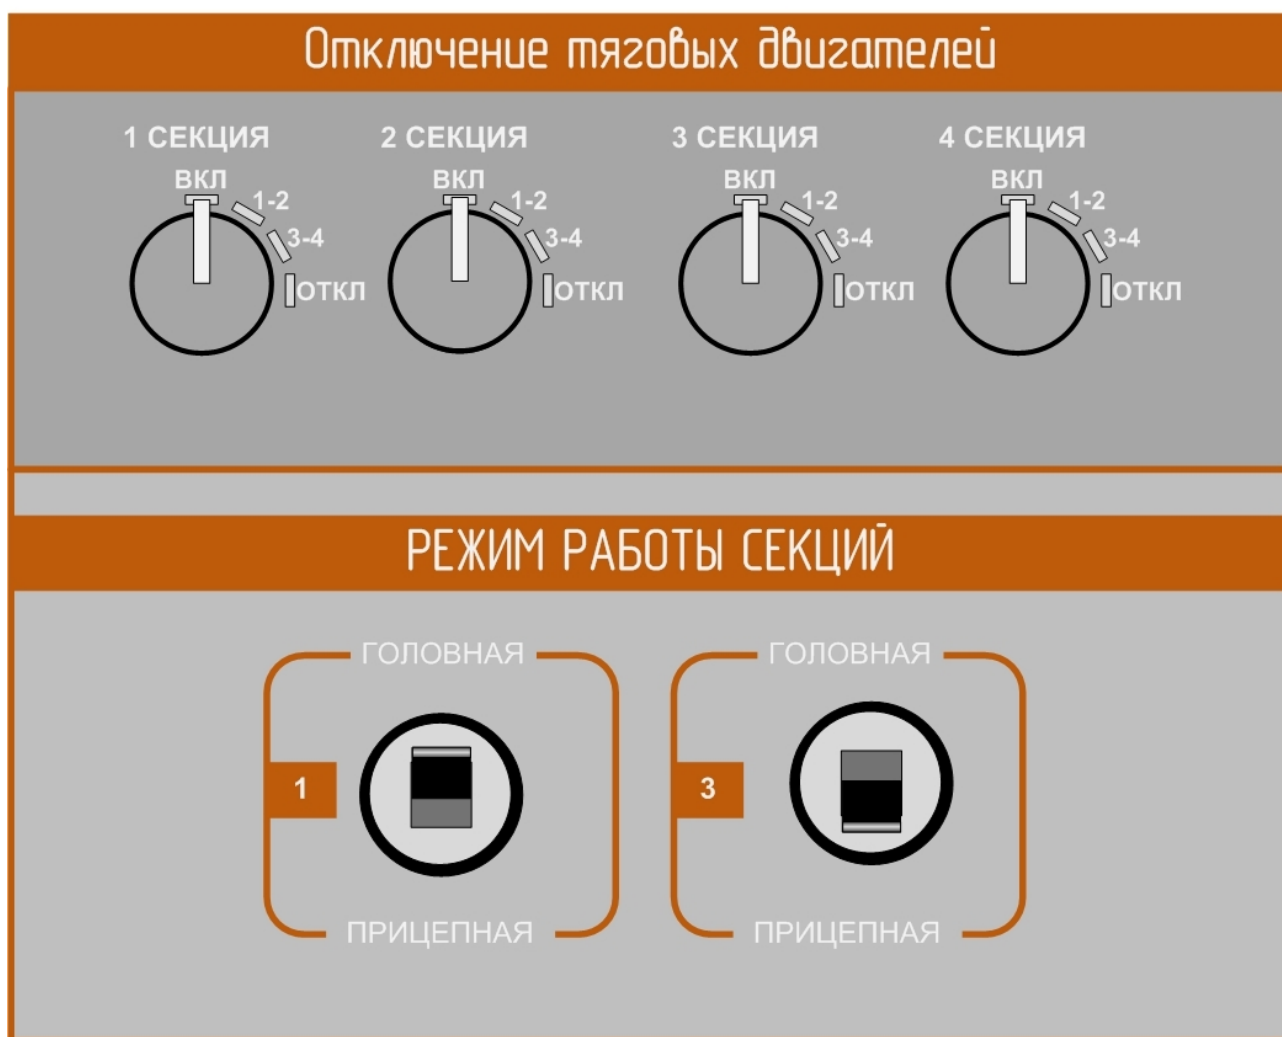 Отключение тяговых двигателей
1 СЕКЦИЯ 2 СЕКЦИЯ 3 СЕКЦИЯ 4 СЕКЦИЯ
ВКЛ ВКЛ ВКЛ ВКЛ
1-2 1-2 1-2 1-2
3-4 3-4 3-4 3-4
ОТКЛ ОТКЛ ОТКЛ ОТКЛ
РЕЖИМ РАБОТЫ СЕКЦИЙ
ГОЛОВНАЯ ГОЛОВНАЯ
1 3
ПРИЦЕПНАЯ ПРИЦЕПНАЯ